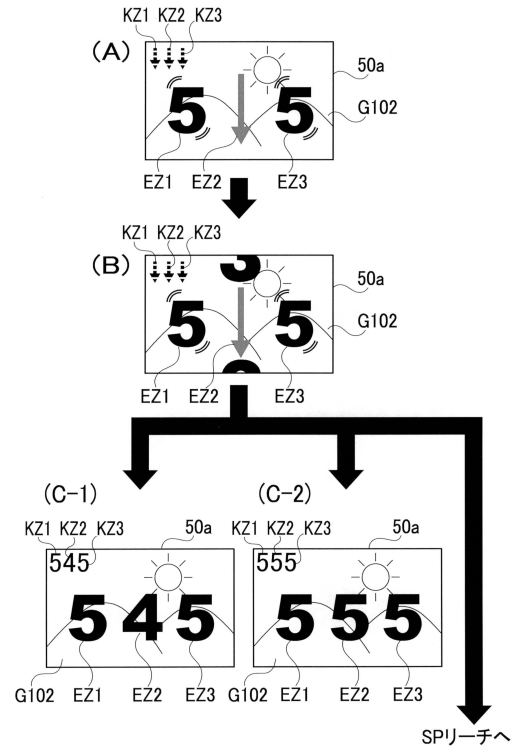 KZ1 KZ2 KZ3
(A)
50a
5 5
G102
EZ1 EZ2 EZ3
KZ1 KZ2 KZ3
(B)
3
50a
5 5
G102
EZ1 EZ2 EZ3
(C-1) (C-2)
KZ1 KZ2 KZ3 50a KZ1 KZ2 KZ3 50a
545 555
5 4 5 5 5 5
G102 EZ1 EZ2 EZ3 G102 EZ1 EZ2 EZ3
SPリーチへ